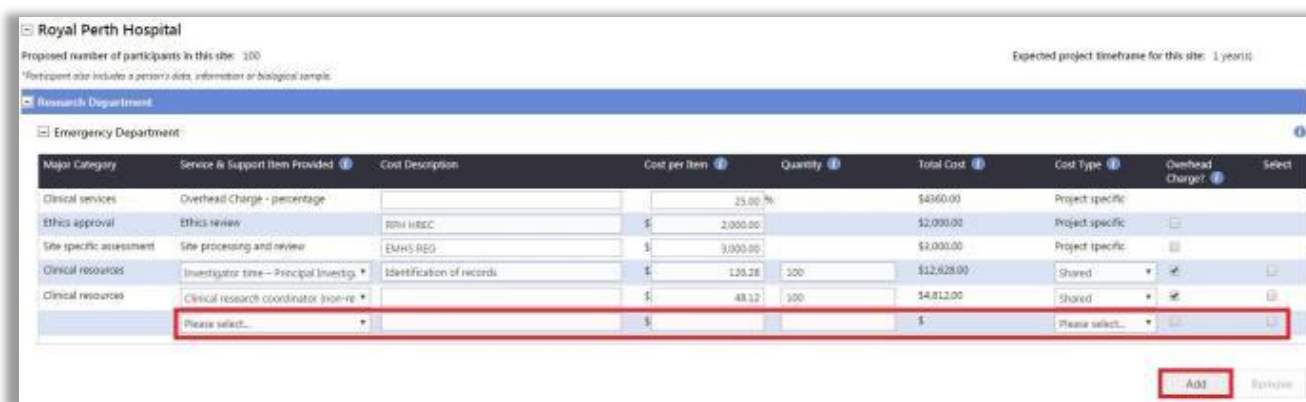 Royal Perth Hospital
Proposed number of participants in this site: 100 Expected project timeframe for this site: 1 year(s)
*Participant also includes a person's data, information or biological sample.
Research Department
Emergency Department
Major Category Service & Support Item Provided Cost Description Cost per Item Quantity Total Cost Cost Type Overhead Charge? Select
Clinical services Overhead Charge - percentage 25.00 % $4360.00 Project specific
Ethics approval Ethics review RPH HREC $ 2,000.00 $2,000.00 Project specific
Site specific assessment Site processing and review EMHS REG $ 3,000.00 $3,000.00 Project specific
Clinical resources Investigator time – Principal Investig Identification of records $ 126.28 100 $12,628.00 Shared
Clinical resources Clinical research coordinator (non-re $ 48.12 100 $4,812.00 Shared
Please select... $ $ Please select...
Add Remove